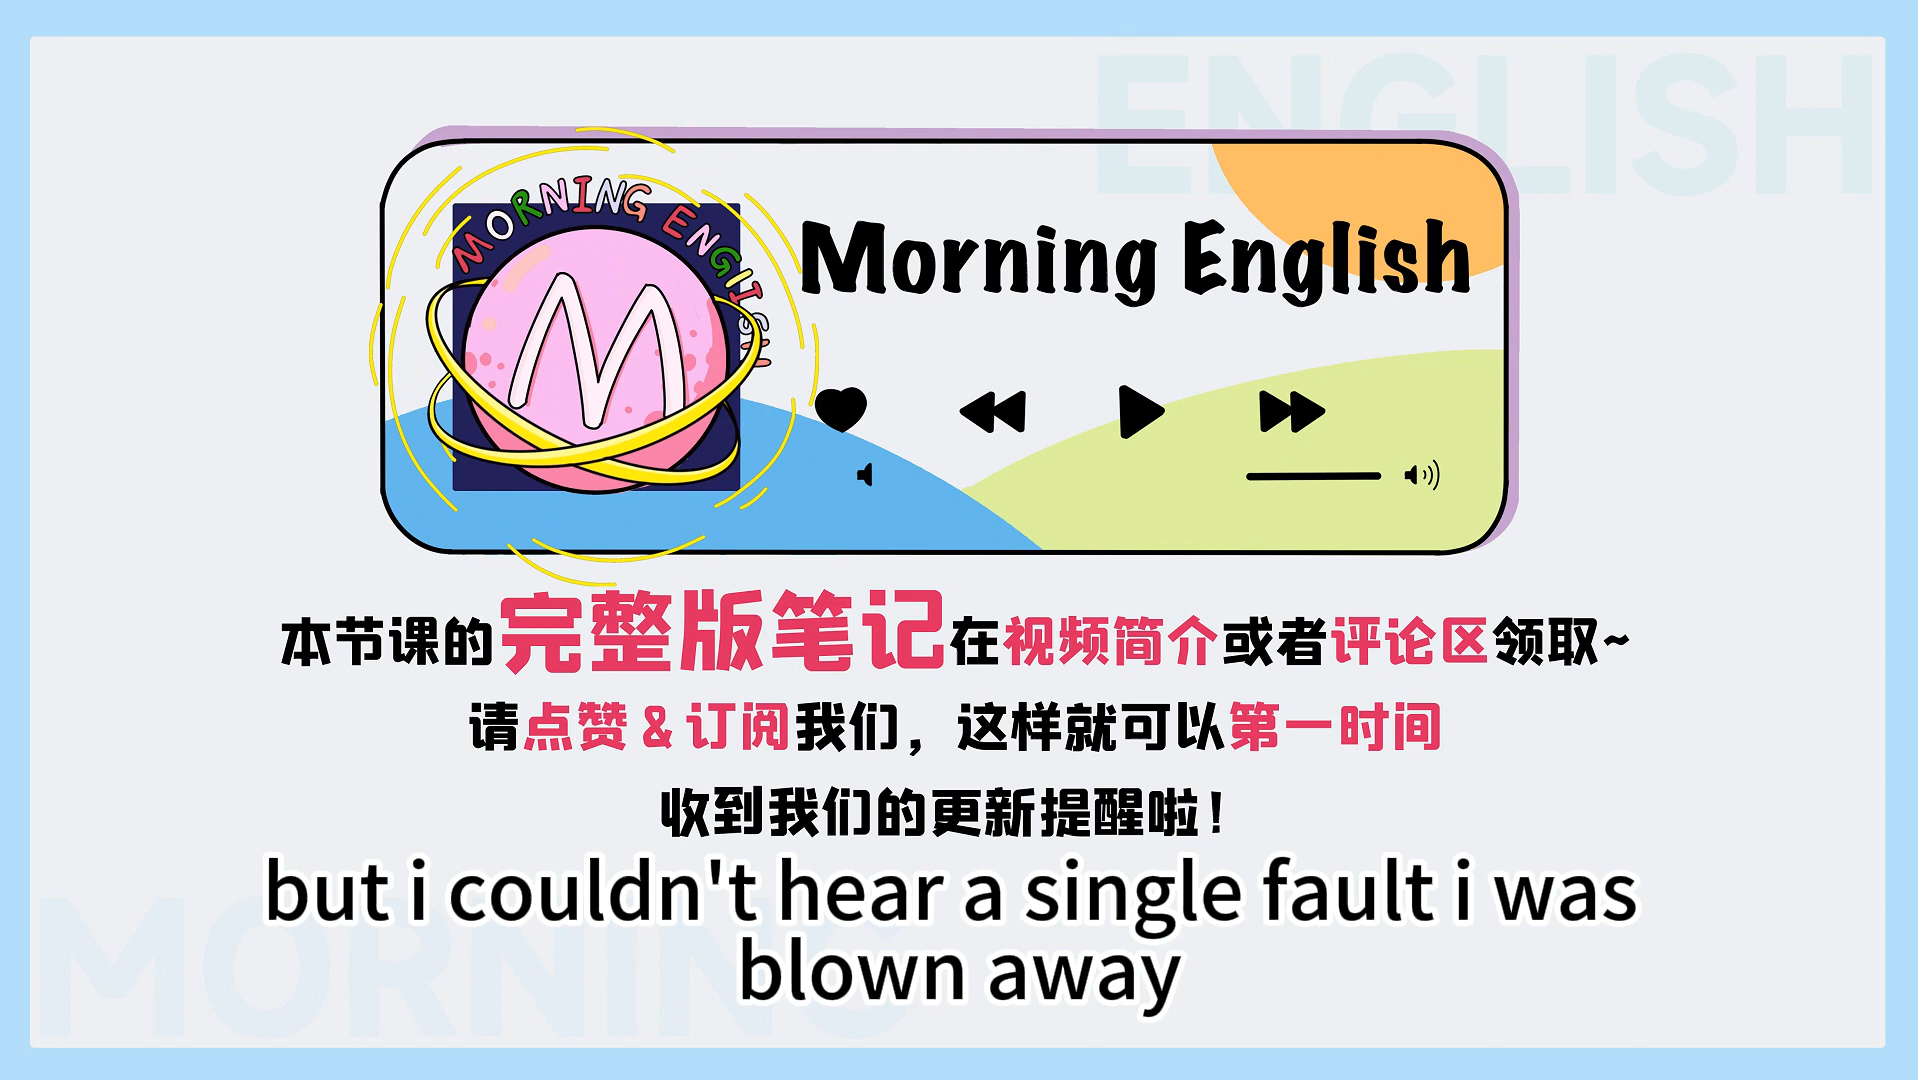 ENGLISH
MORNING ENGLISH
M
Morning English
本节课的完整版笔记在视频简介或者评论区领取~
请点赞&订阅我们，这样就可以第一时间
收到我们的更新提醒啦！
but i couldn't hear a single fault i was
blown away
MORNING